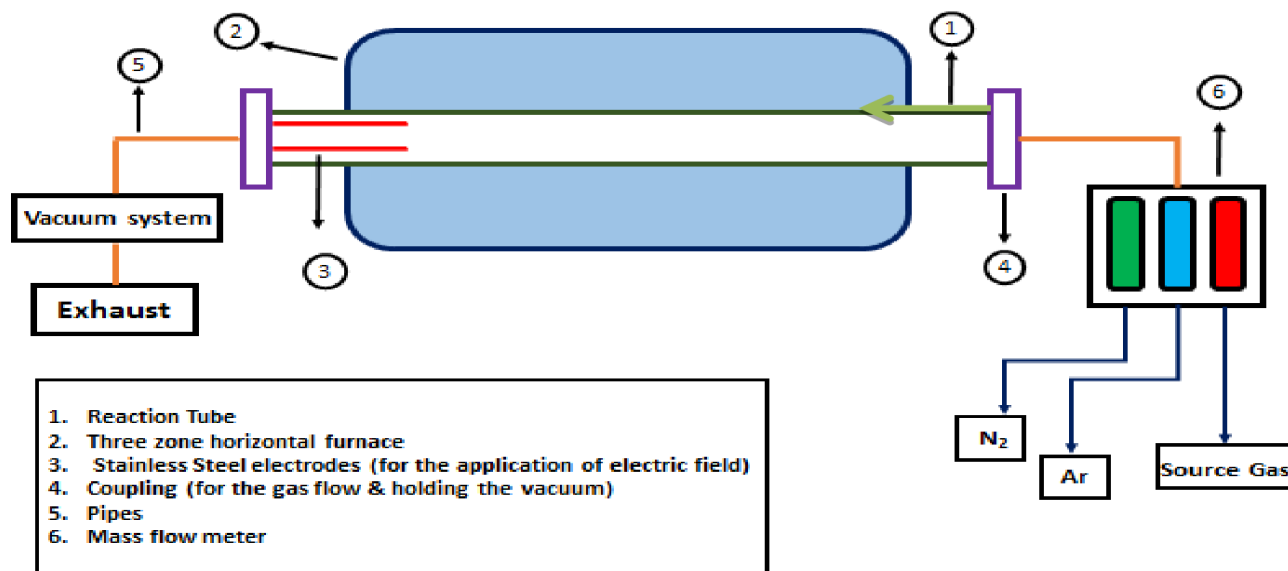 2
1
5
6
Vacuum system
3
4
Exhaust
N₂
Ar
Source Gas
1. Reaction Tube
2. Three zone horizontal furnace
3. Stainless Steel electrodes (for the application of electric field)
4. Coupling (for the gas flow & holding the vacuum)
5. Pipes
6. Mass flow meter